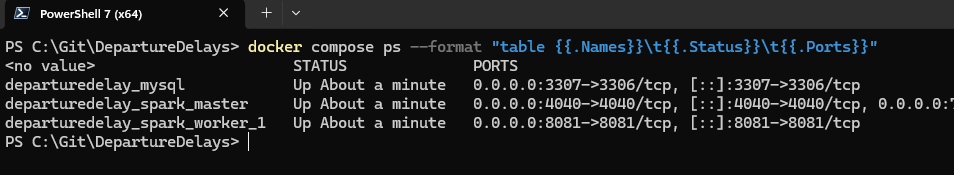 PowerShell 7 (x64)
PS C:\Git\DepartureDelays> docker compose ps --format "table {{.Names}}\t{{.Status}}\t{{.Ports}}"
<no value> STATUS PORTS
departuredelay_mysql Up About a minute 0.0.0.0:3307->3306/tcp, [::]:3307->3306/tcp
departuredelay_spark_master Up About a minute 0.0.0.0:4040->4040/tcp, [::]:4040->4040/tcp, 0.0.0.0:7
departuredelay_spark_worker_1 Up About a minute 0.0.0.0:8081->8081/tcp, [::]:8081->8081/tcp
PS C:\Git\DepartureDelays>